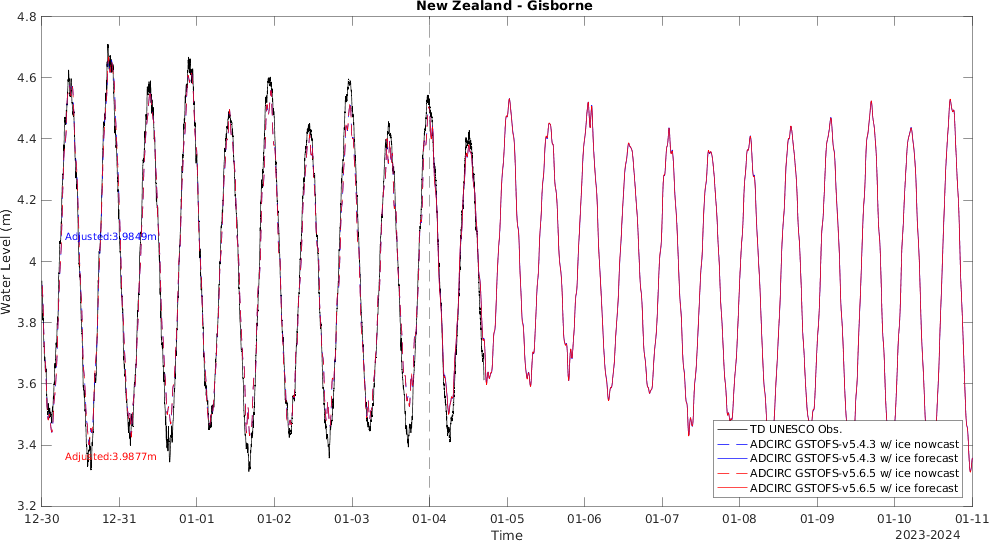 New Zealand - Gisborne
4.8
4.6
4.4
4.2
4
3.8
3.6
3.4
3.2
Water Level (m)
Adjusted:3.9849m
Adjusted:3.9877m
TD UNESCO Obs.
ADCIRC GSTOFS-v5.4.3 w/ ice nowcast
ADCIRC GSTOFS-v5.4.3 w/ ice forecast
ADCIRC GSTOFS-v5.6.5 w/ ice nowcast
ADCIRC GSTOFS-v5.6.5 w/ ice forecast
12-30 12-31 01-01 01-02 01-03 01-04 01-05 01-06 01-07 01-08 01-09 01-10 01-11
Time
2023-2024